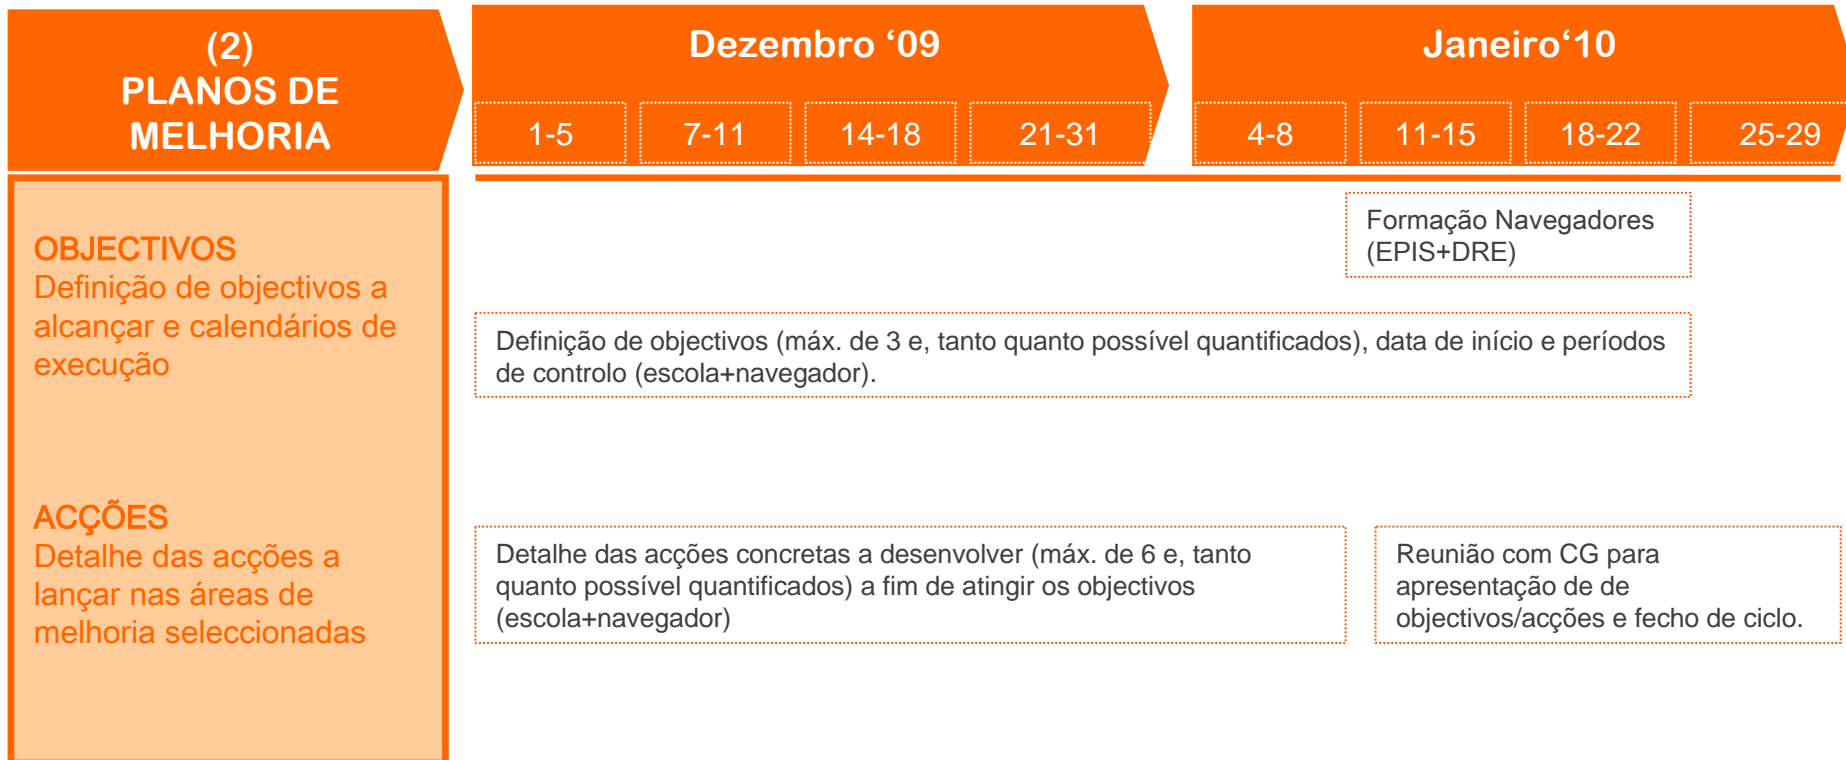 (2)
PLANOS DE
MELHORIA
Dezembro ‘09
Janeiro‘10
1-5
7-11
14-18
21-31
4-8
11-15
18-22
25-29
OBJECTIVOS
Definição de objectivos a
alcançar e calendários de
execução
Formação Navegadores
(EPIS+DRE)
Definição de objectivos (máx. de 3 e, tanto quanto possível quantificados), data de início e períodos
de controlo (escola+navegador).
ACÇÕES
Detalhe das acções a
lançar nas áreas de
melhoria seleccionadas
Detalhe das acções concretas a desenvolver (máx. de 6 e, tanto
quanto possível quantificados) a fim de atingir os objectivos
(escola+navegador)
Reunião com CG para
apresentação de de
objectivos/acções e fecho de ciclo.